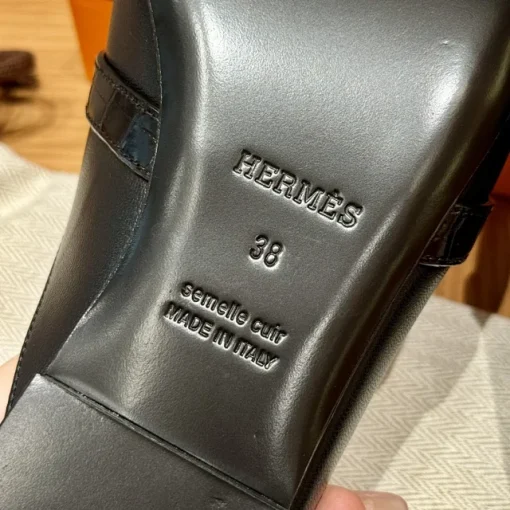 HERMÈS
38
semelle cuir
MADE IN ITALY